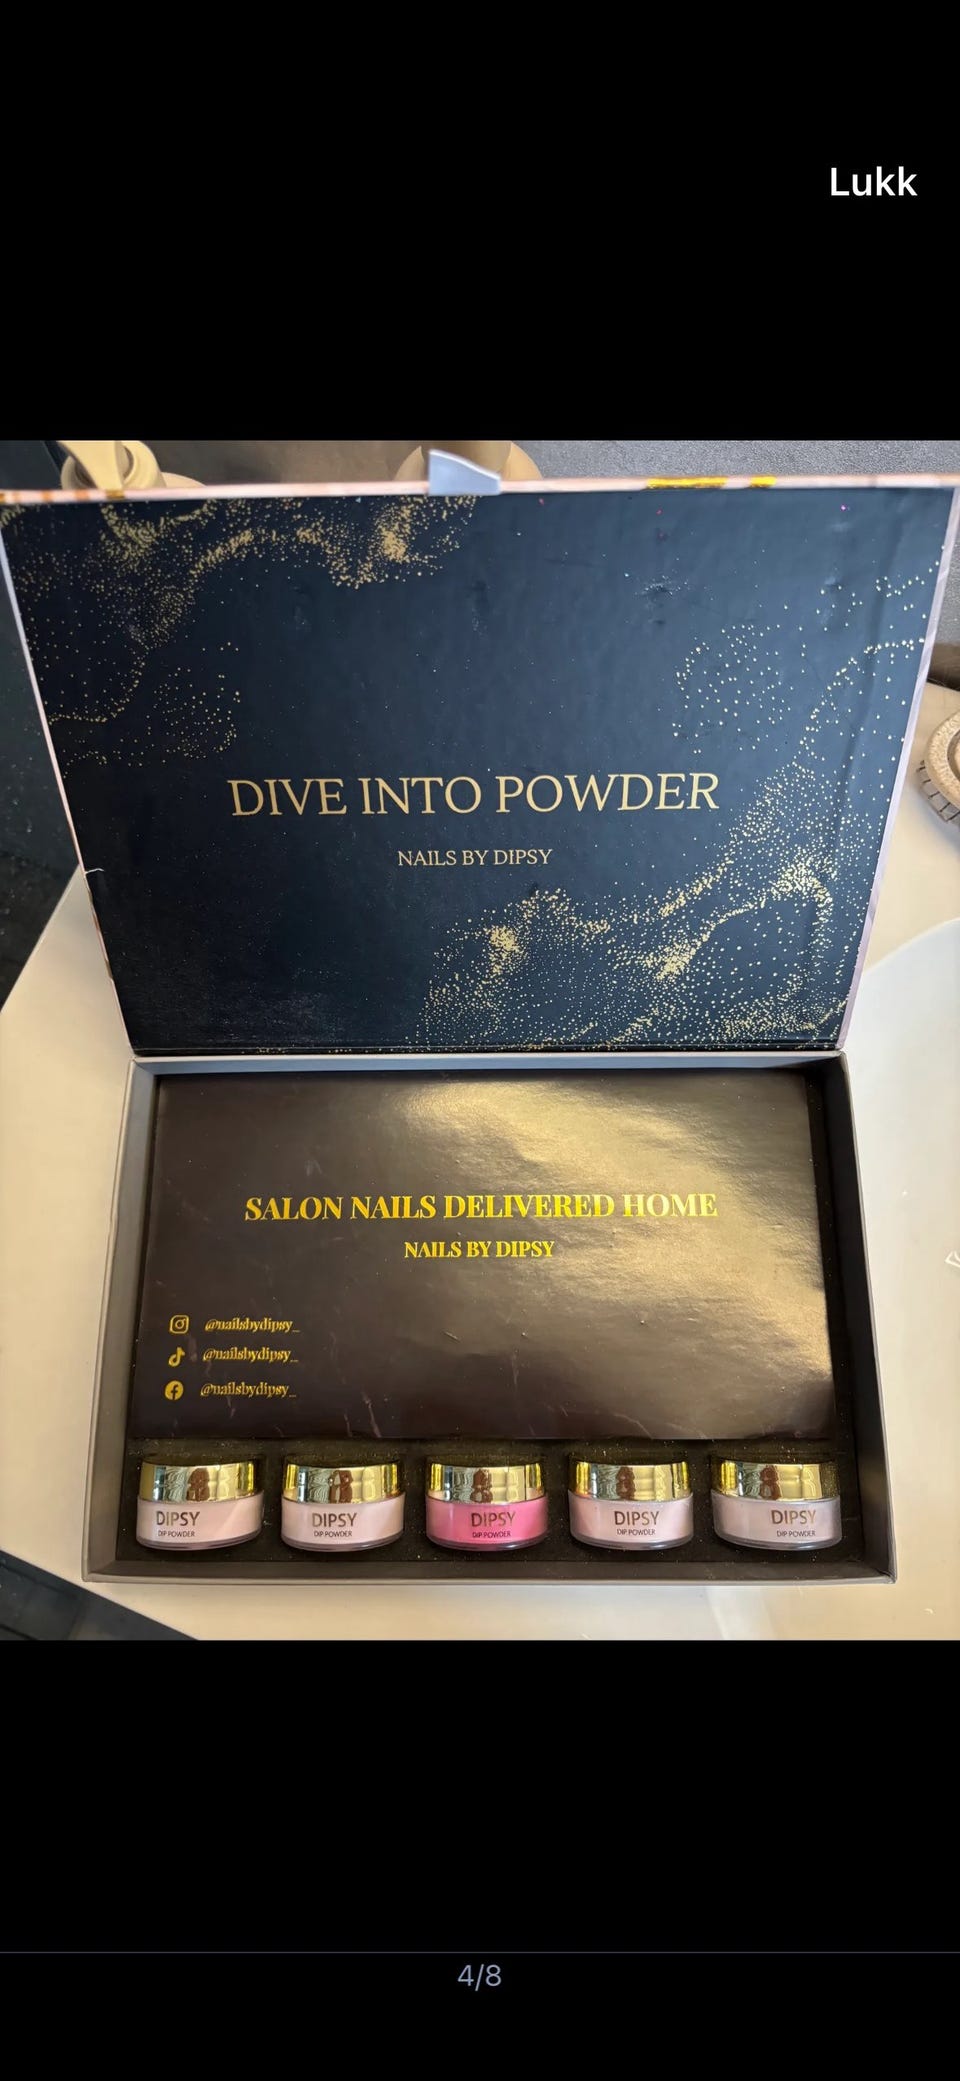 Lukk
DIVE INTO POWDER
NAILS BY DIPSY
SALON NAILS DELIVERED HOME
NAILS BY DIPSY
@nailsbydipsy_
@nailsbydipsy_
@nailsbydipsy_
DIPSY
DIP POWDER
DIPSY
DIP POWDER
DIPSY
DIP POWDER
DIPSY
DIP POWDER
DIPSY
DIP POWDER
4/8